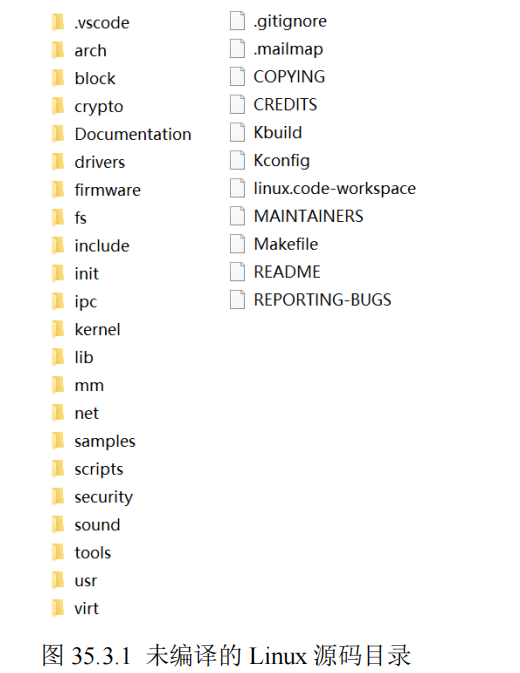 .vscode
arch
block
crypto
Documentation
drivers
firmware
fs
include
init
ipc
kernel
lib
mm
net
samples
scripts
security
sound
tools
usr
virt
.gitignore
.mailmap
COPYING
CREDITS
Kbuild
Kconfig
linux.code-workspace
MAINTAINERS
Makefile
README
REPORTING-BUGS
图 35.3.1 未编译的 Linux 源码目录